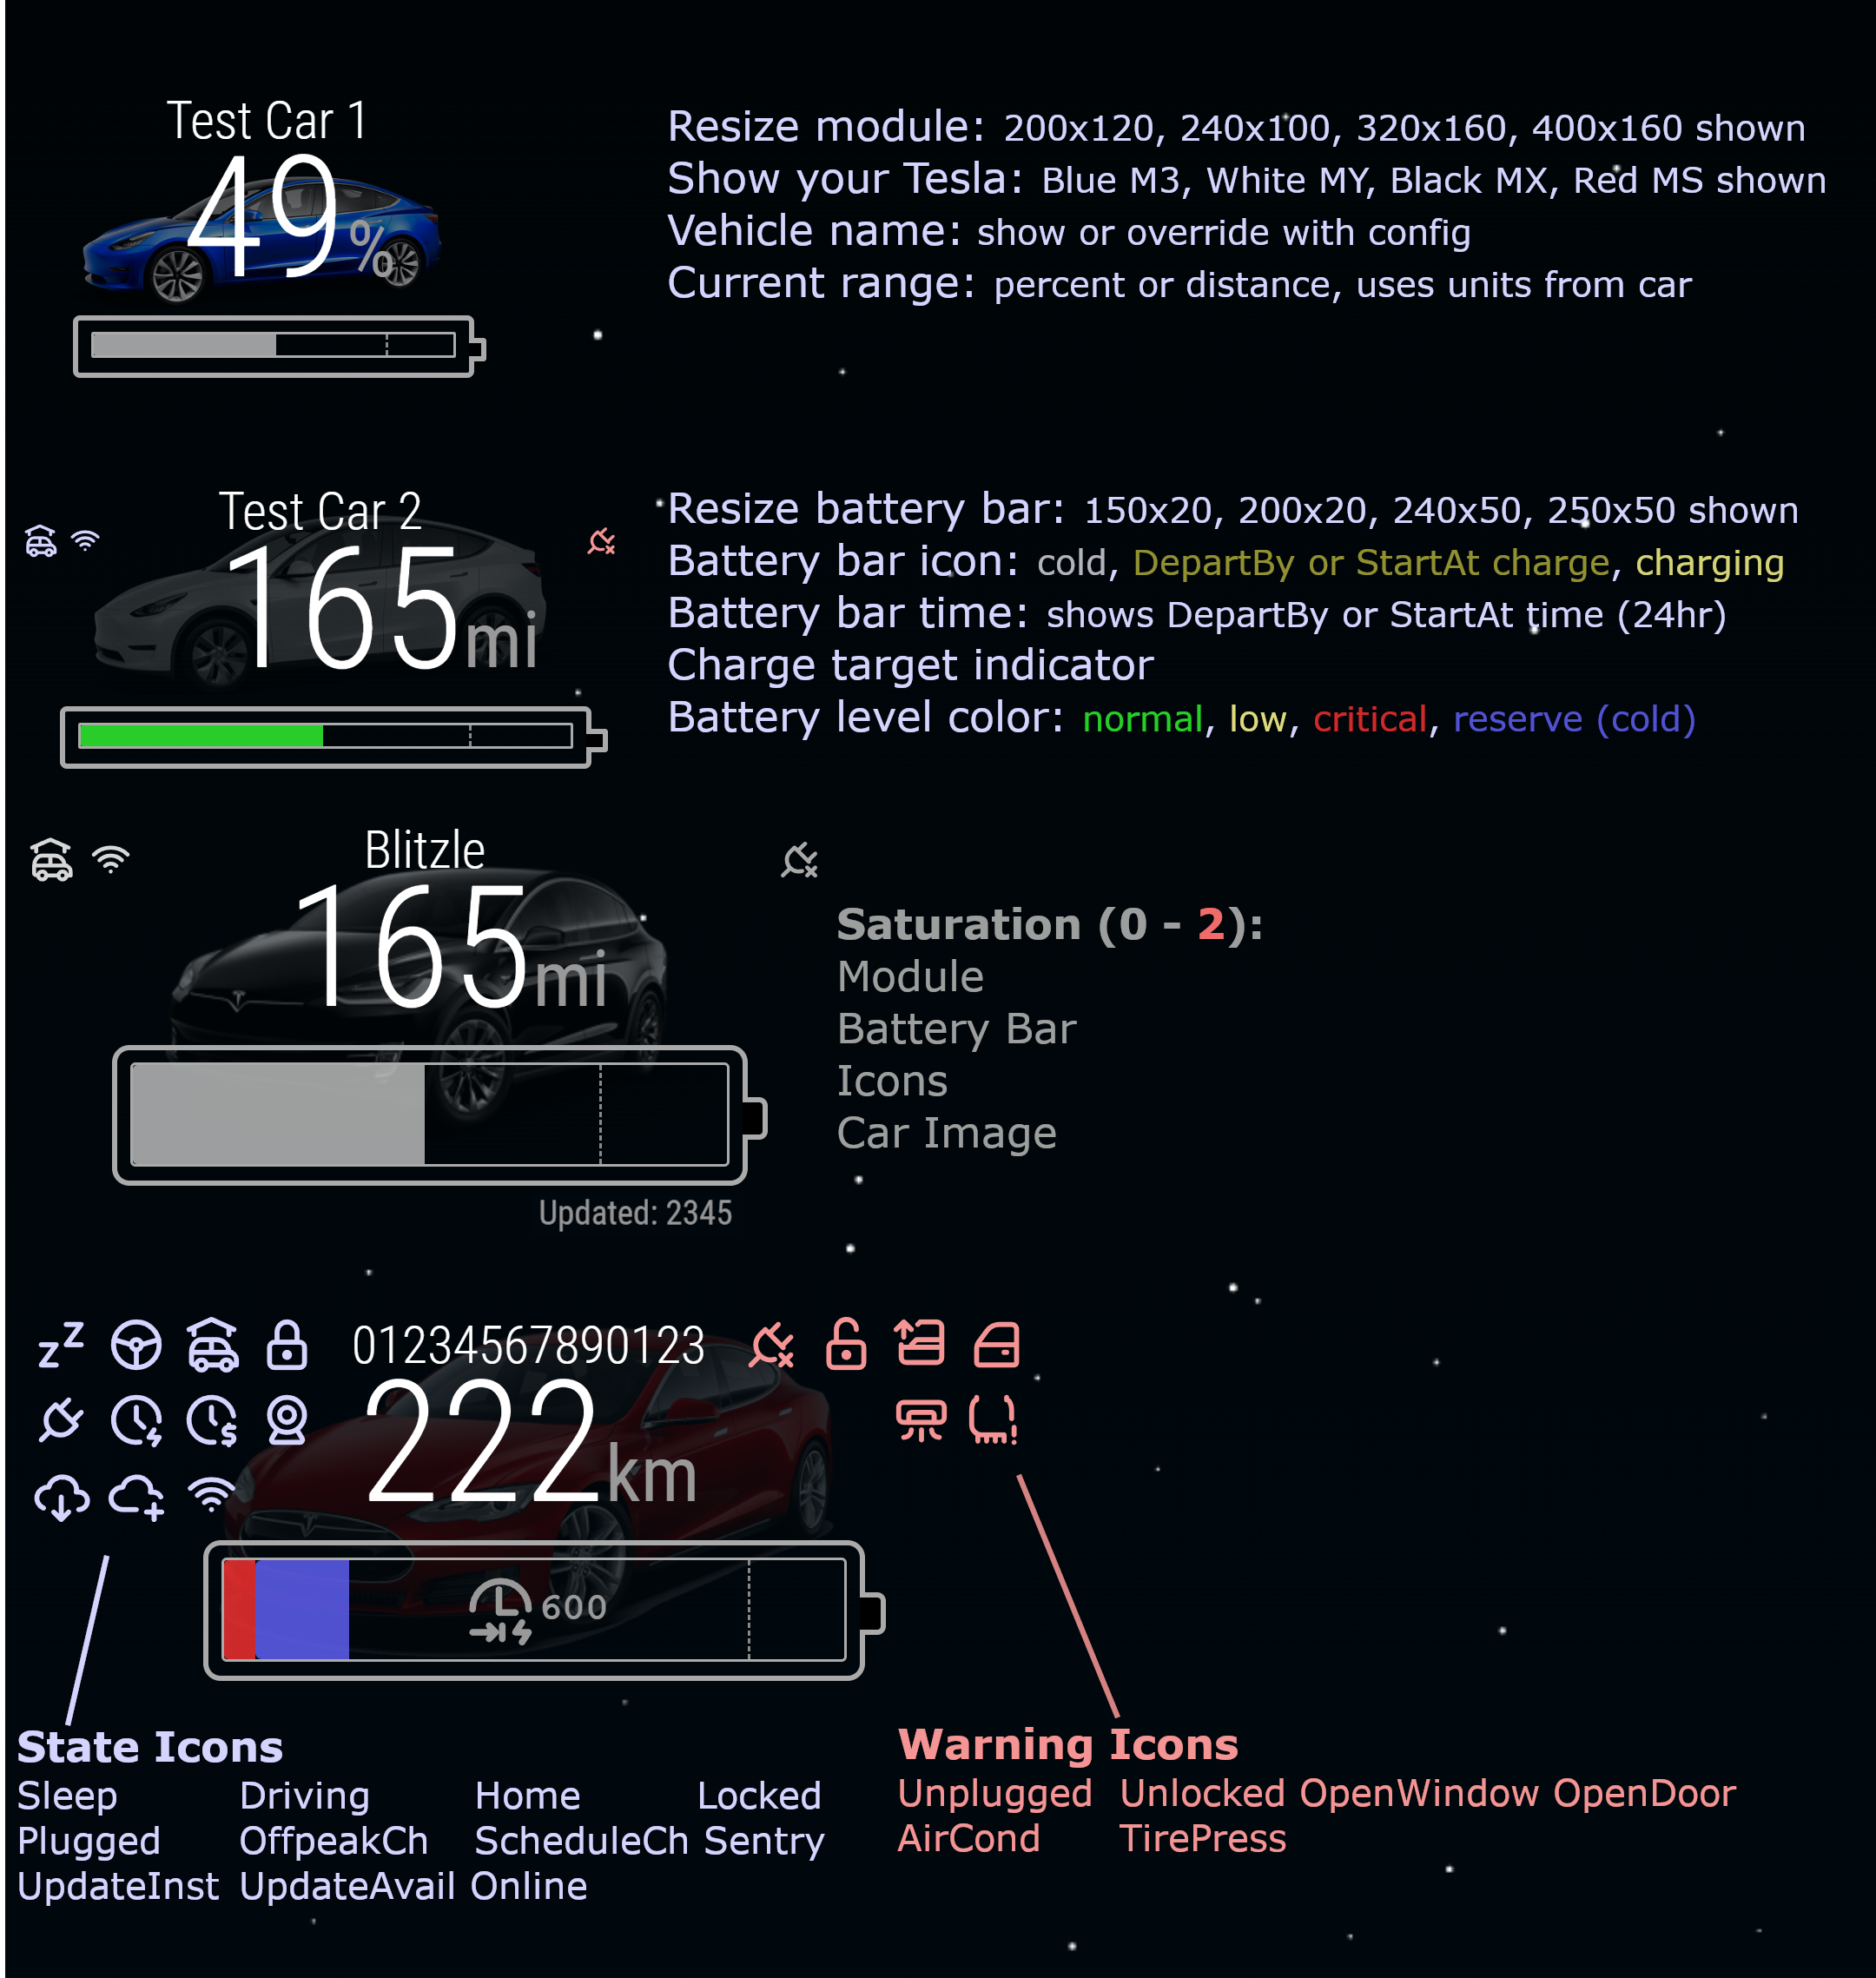 Test Car 1
49%
Resize module: 200x120, 240x100, 320x160, 400x160 shown
Show your Tesla: Blue M3, White MY, Black MX, Red MS shown
Vehicle name: show or override with config
Current range: percent or distance, uses units from car
Test Car 2
165mi
Resize battery bar: 150x20, 200x20, 240x50, 250x50 shown
Battery bar icon: cold, DepartBy or StartAt charge, charging
Battery bar time: shows DepartBy or StartAt time (24hr)
Charge target indicator
Battery level color: normal, low, critical, reserve (cold)
Blitzle
165mi
Updated: 2345
Saturation (0 - 2):
Module
Battery Bar
Icons
Car Image
01234567890123
222km
600
State Icons
Sleep Driving Home Locked
Plugged OffpeakCh ScheduleCh Sentry
UpdateInst UpdateAvail Online
Warning Icons
Unplugged Unlocked OpenWindow OpenDoor
AirCond TirePress